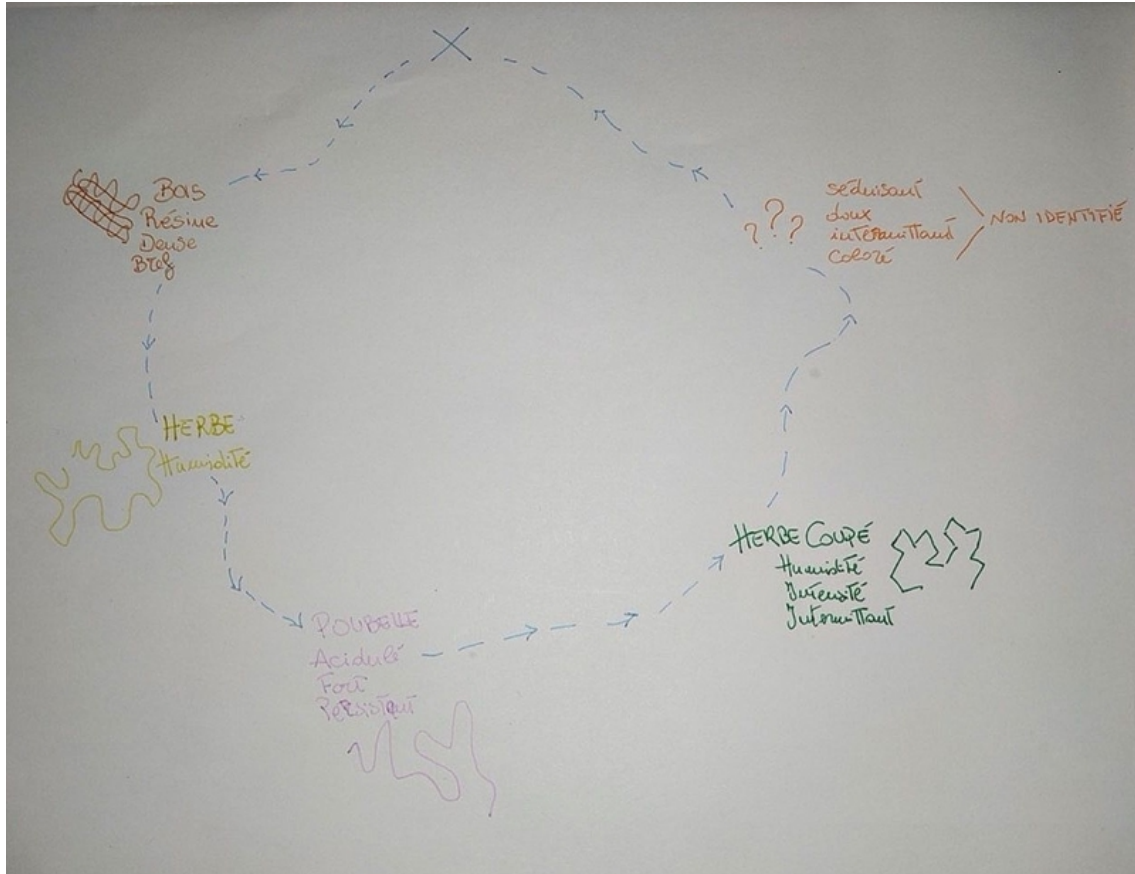 Bois
Résine
Dense
Bref
HERBE
Humidité
POUBELLE
Acidulé
Fort
Persistant
HERBE COUPÉ
Humidité
Intensité
Intermittant
? ? ?
séduisant
doux
intermittant
coloré
NON IDENTIFIÉ